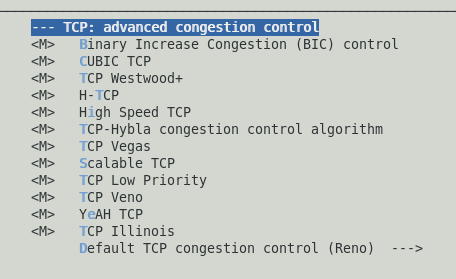 --- TCP: advanced congestion control
<M>   Binary Increase Congestion (BIC) control
<M>   CUBIC TCP
<M>   TCP Westwood+
<M>   H-TCP
<M>   High Speed TCP
<M>   TCP-Hybla congestion control algorithm
<M>   TCP Vegas
<M>   Scalable TCP
<M>   TCP Low Priority
<M>   TCP Veno
<M>   YeAH TCP
<M>   TCP Illinois
      Default TCP congestion control (Reno)  --->